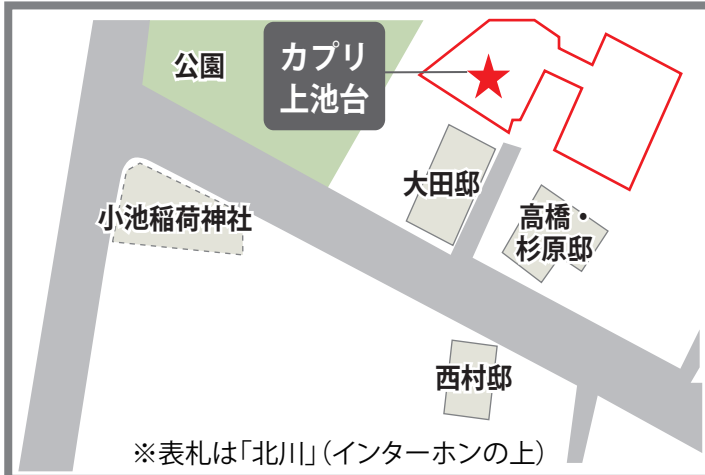 公園
カプリ
上池台
大田邸
小池稲荷神社
高橋・
杉原邸
西村邸
※表札は「北川」（インターホンの上）